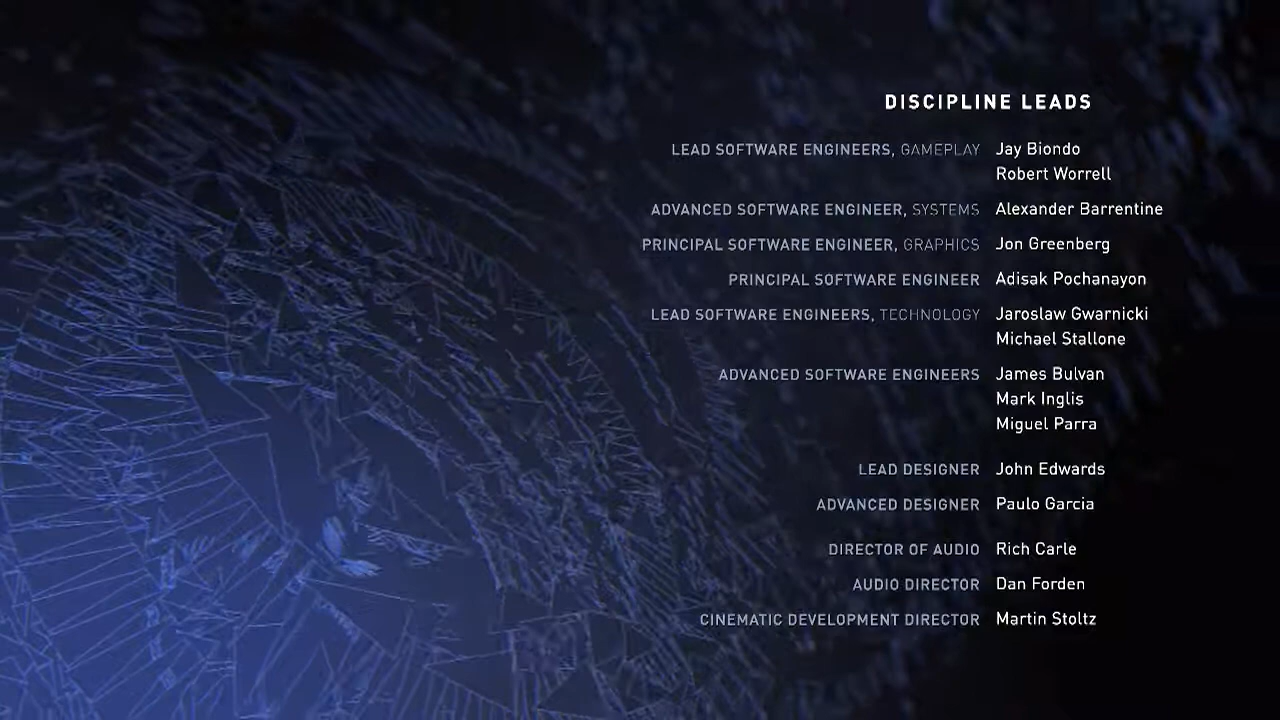 DISCIPLINE LEADS
LEAD SOFTWARE ENGINEERS, GAMEPLAY Jay Biondo
Robert Worrell
ADVANCED SOFTWARE ENGINEER, SYSTEMS Alexander Barrentine
PRINCIPAL SOFTWARE ENGINEER, GRAPHICS Jon Greenberg
PRINCIPAL SOFTWARE ENGINEER Adisak Pochanayon
LEAD SOFTWARE ENGINEERS, TECHNOLOGY Jaroslaw Gwarnicki
Michael Stallone
ADVANCED SOFTWARE ENGINEERS James Bulvan
Mark Inglis
Miguel Parra
LEAD DESIGNER John Edwards
ADVANCED DESIGNER Paulo Garcia
DIRECTOR OF AUDIO Rich Carle
AUDIO DIRECTOR Dan Forden
CINEMATIC DEVELOPMENT DIRECTOR Martin Stoltz